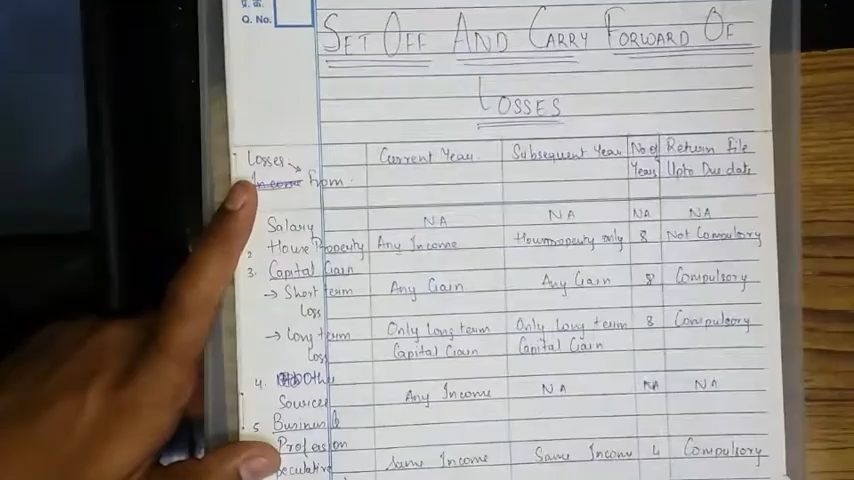 प्र. क्र.
Q. No.
SET OFF AND CARRY FORWARD OF
LOSSES
Losses → From
Current Year
Subsequent Year
No of Years
Return File Upto Due date
Salary NA NA NA NA
2 House Property Any Income House property only 8 Not Compulsory
3. Capital Gain
→ Short term Loss Any Gain Any Gain 8 Compulsory
→ Long term Loss Only long term Capital Gain Only long term Capital Gain 8 Compulsory
4. Other Sources Any Income NA NA NA
5 Business &
Profession
Speculative Same Income Same Income 4 Compulsory